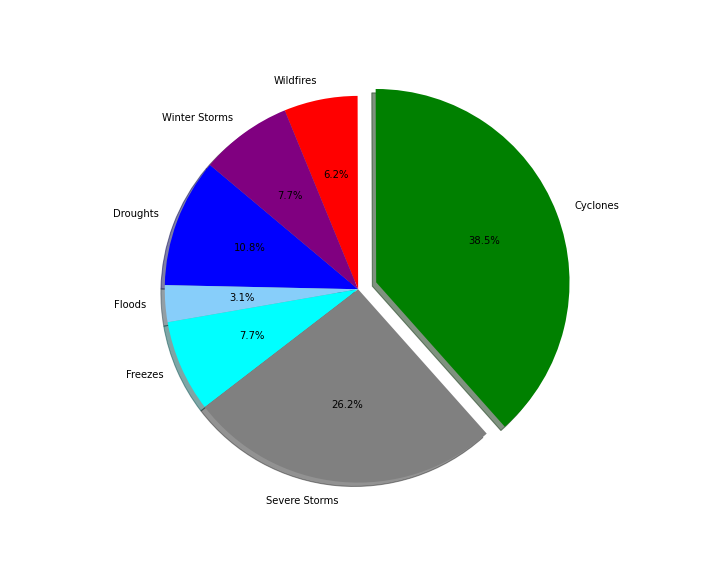 Wildfires
Winter Storms
6.2%
7.7%
Cyclones
Droughts
38.5%
10.8%
Floods
3.1%
7.7%
Freezes
26.2%
Severe Storms